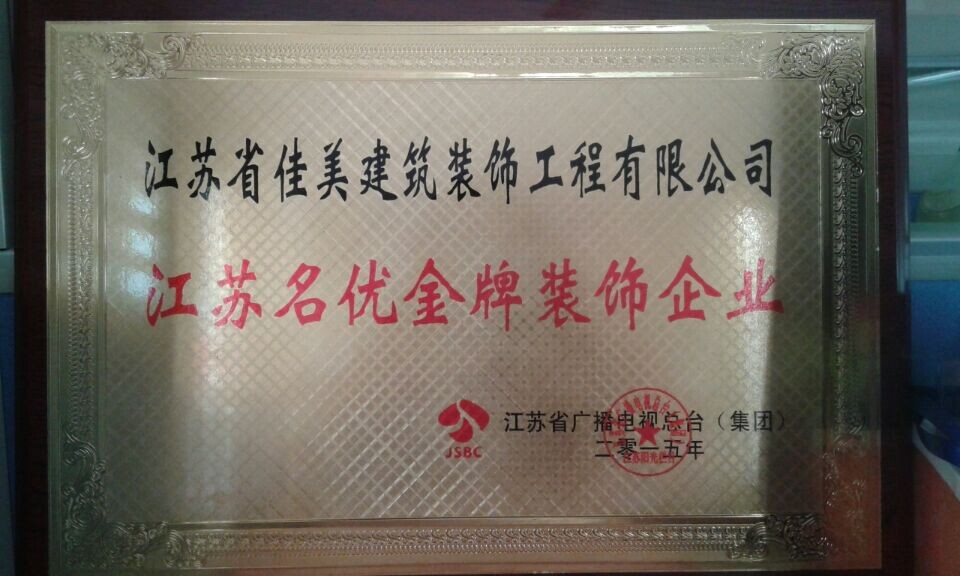 江苏省佳美建筑装饰工程有限公司
江苏名优金牌装饰企业
JSBC
江苏省广播电视总台（集团）
二零一五年